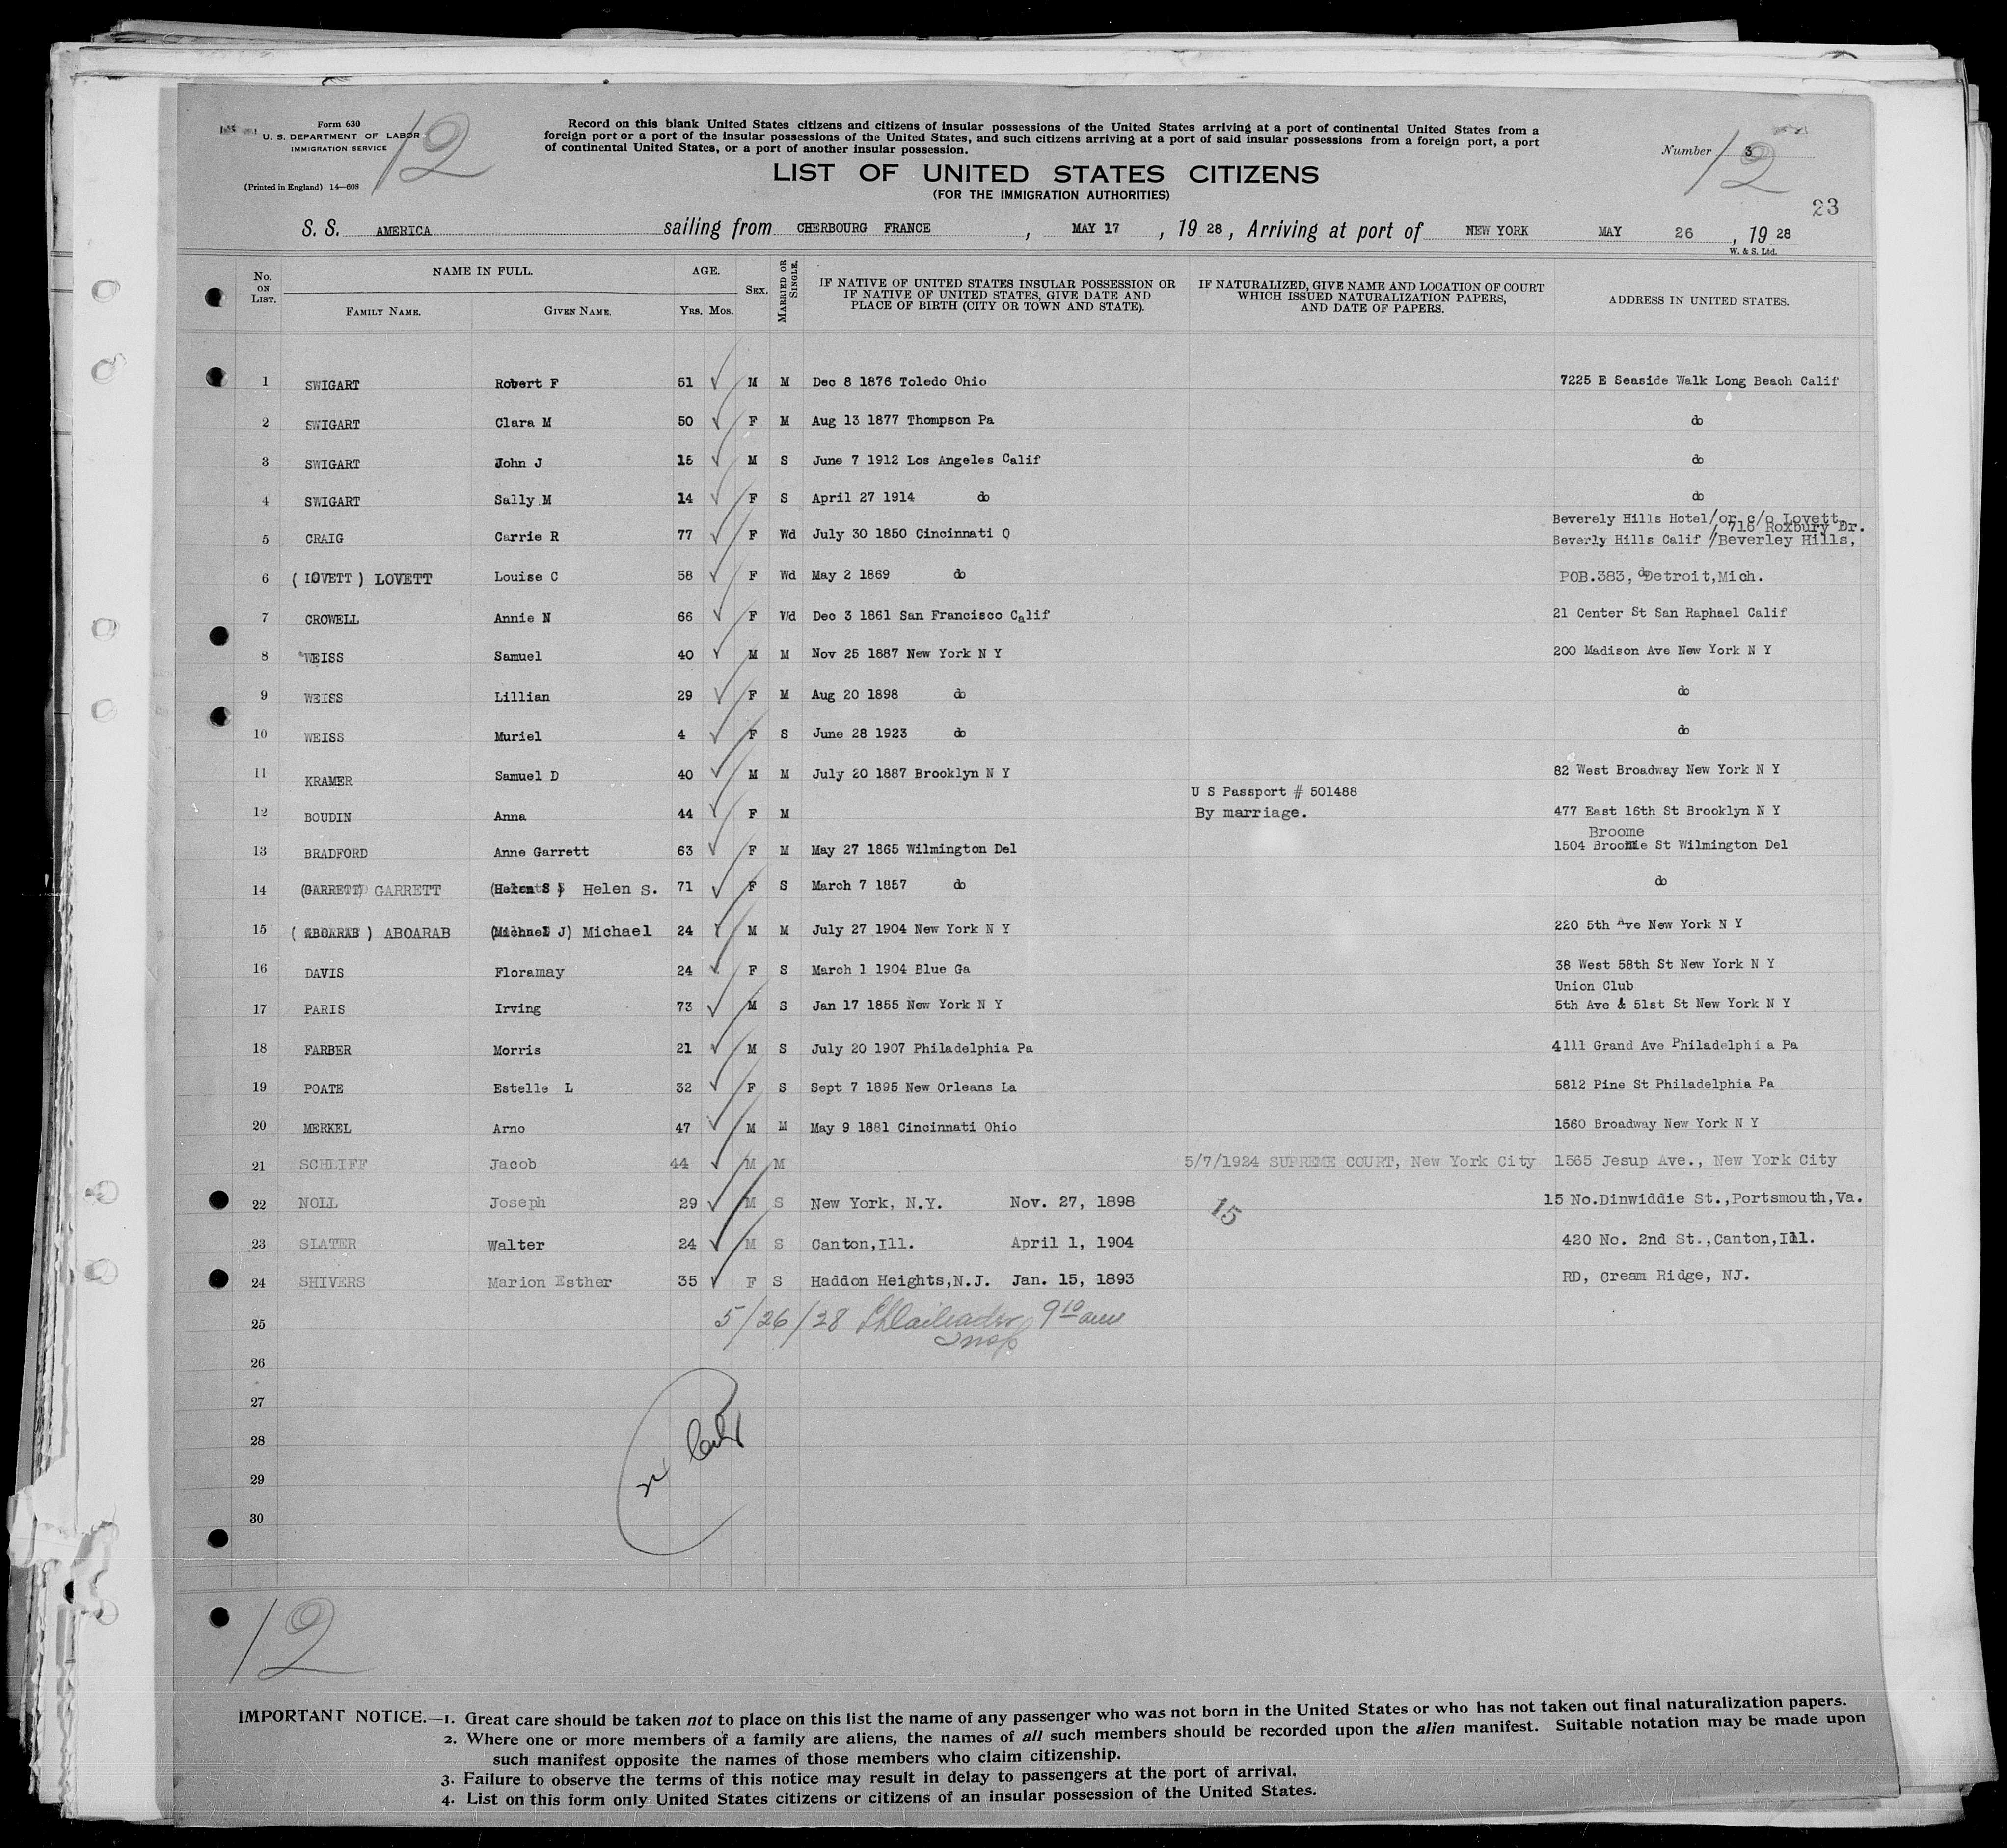 Form 630
U. S. DEPARTMENT OF LABOR
IMMIGRATION SERVICE
(Printed in England) 14—608
12
Record on this blank United States citizens and citizens of insular possessions of the United States arriving at a port of continental United States from a
foreign port or a port of the insular possessions of the United States, and such citizens arriving at a port of said insular possessions from a foreign port, a port
of continental United States, or a port of another insular possession.
LIST OF UNITED STATES CITIZENS
(FOR THE IMMIGRATION AUTHORITIES)
Number 3
12
23
S. S. AMERICA sailing from CHERBOURG FRANCE, MAY 17, 19 28, Arriving at port of NEW YORK MAY 26, 19 28
W. & S. Ltd.
No. ON LIST. NAME IN FULL. FAMILY NAME. GIVEN NAME. AGE. YRS. MOS. SEX. MARRIED OR SINGLE. IF NATIVE OF UNITED STATES INSULAR POSSESSION OR IF NATIVE OF UNITED STATES, GIVE DATE AND PLACE OF BIRTH (CITY OR TOWN AND STATE). IF NATURALIZED, GIVE NAME AND LOCATION OF COURT WHICH ISSUED NATURALIZATION PAPERS, AND DATE OF PAPERS. ADDRESS IN UNITED STATES.
1 SWIGART Robert F 51 M M Dec 8 1876 Toledo Ohio 7225 E Seaside Walk Long Beach Calif
2 SWIGART Clara M 50 F M Aug 13 1877 Thompson Pa do
3 SWIGART John J 15 M S June 7 1912 Los Angeles Calif do
4 SWIGART Sally M 14 F S April 27 1914 do do
Beverely Hills Hotel/or c/o Lovett,
716 Roxbury Dr.
5 CRAIG Carrie R 77 F Wd July 30 1850 Cincinnati O Beverly Hills Calif /Beverley Hills,
6 (LOVETT) LOVETT Louise C 58 F Wd May 2 1869 do POB.383, Detroit,Mich.
7 CROWELL Annie N 66 F Wd Dec 3 1861 San Francisco Calif 21 Center St San Raphael Calif
8 WEISS Samuel 40 M M Nov 25 1887 New York N Y 200 Madison Ave New York N Y
9 WEISS Lillian 29 F M Aug 20 1898 do do
10 WEISS Muriel 4 F S June 28 1923 do do
11 KRAMER Samuel D 40 M M July 20 1887 Brooklyn N Y 82 West Broadway New York N Y
U S Passport # 501488
12 BOUDIN Anna 44 F M By marriage. 477 East 16th St Brooklyn N Y
Broome
13 BRADFORD Anne Garrett 63 F M May 27 1865 Wilmington Del 1504 Broome St Wilmington Del
14 (GARRETT) GARRETT (Helen S) Helen S. 71 F S March 7 1857 do do
15 (ABOARAB) ABOARAB (Michael J) Michael 24 M M July 27 1904 New York N Y 220 5th Ave New York N Y
16 DAVIS Floramay 24 F S March 1 1904 Blue Ga 38 West 58th St New York N Y
Union Club
17 PARIS Irving 73 M S Jan 17 1855 New York N Y 5th Ave & 51st St New York N Y
18 FARBER Morris 21 M S July 20 1907 Philadelphia Pa 4111 Grand Ave Philadelphia Pa
19 POATE Estelle L 32 F S Sept 7 1895 New Orleans La 5812 Pine St Philadelphia Pa
20 MERKEL Arno 47 M M May 9 1881 Cincinnati Ohio 1560 Broadway New York N Y
21 SCHLIFF Jacob 44 M M 5/7/1924 SUPREME COURT, New York City 1565 Jesup Ave., New York City
22 NOLL Joseph 29 M S New York, N.Y. Nov. 27, 1898 15 15 No.Dinwiddie St.,Portsmouth,Va.
23 SLATER Walter 24 M S Canton,Ill. April 1, 1904 420 No. 2nd St.,Canton,Ill.
24 SHIVERS Marion Esther 35 F S Haddon Heights,N.J. Jan. 15, 1893 RD, Cream Ridge, NJ.
25 5/26/28 9 10 am
Insp
26
27
28
29
30
12
IMPORTANT NOTICE.—1. Great care should be taken not to place on this list the name of any passenger who was not born in the United States or who has not taken out final naturalization papers.
2. Where one or more members of a family are aliens, the names of all such members should be recorded upon the alien manifest. Suitable notation may be made upon
such manifest opposite the names of those members who claim citizenship.
3. Failure to observe the terms of this notice may result in delay to passengers at the port of arrival.
4. List on this form only United States citizens or citizens of an insular possession of the United States.